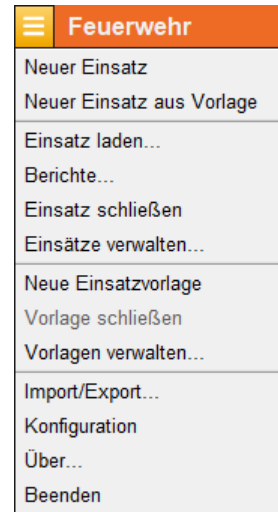 Feuerwehr
Neuer Einsatz
Neuer Einsatz aus Vorlage
Einsatz laden...
Berichte...
Einsatz schließen
Einsätze verwalten...
Neue Einsatzvorlage
Vorlage schließen
Vorlagen verwalten...
Import/Export...
Konfiguration
Über...
Beenden